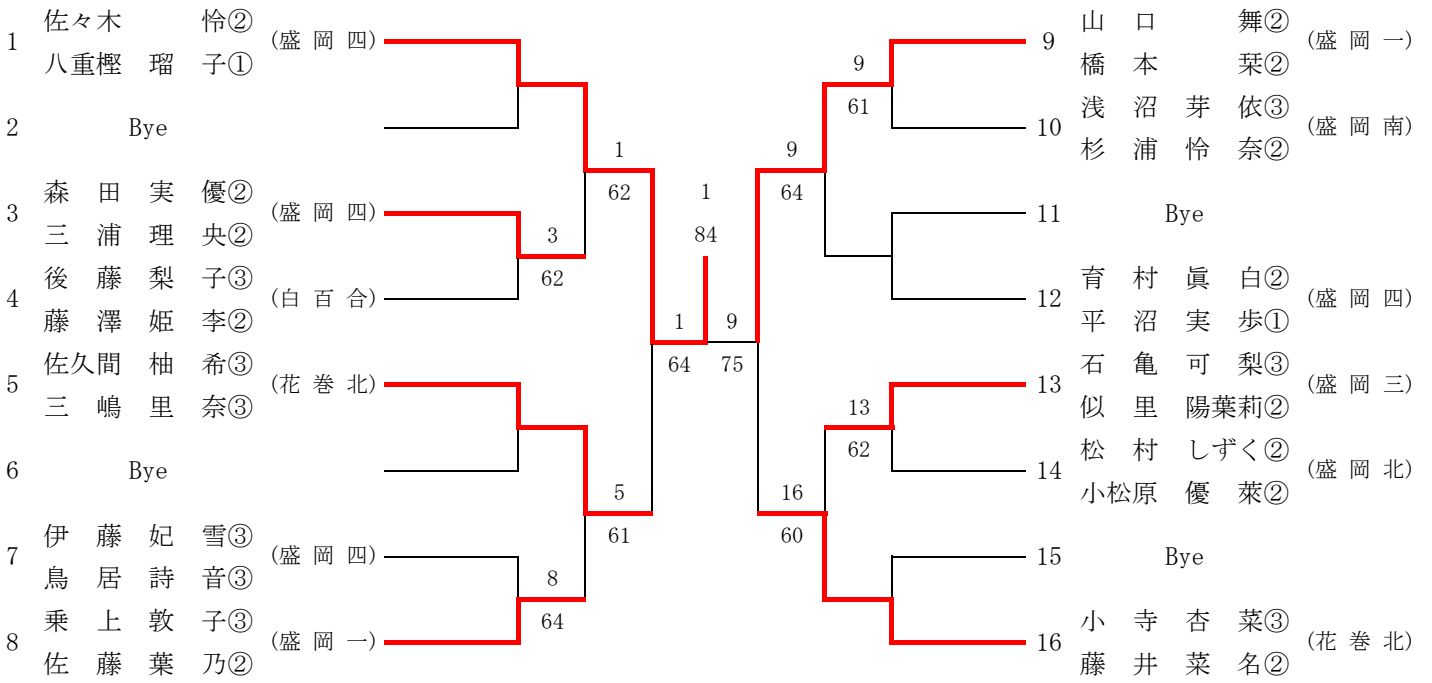 1 佐々木 怜② (盛岡四)
八重樫 瑠 子①
2 Bye
3 森 田 実 優② (盛岡四)
三 浦 理 央②
4 後 藤 梨 子③ (白百合)
藤 澤 姫 李②
5 佐久間 柚 希③ (花巻北)
三 嶋 里 奈③
6 Bye
7 伊 藤 妃 雪③ (盛岡四)
鳥 居 詩 音③
8 乗 上 敦 子③ (盛岡一)
佐 藤 葉 乃②
3
62
8
64
1
62
5
61
1
64
1
84
9
75
9
64
16
60
9
61
13
62
9 山 口 舞② (盛岡一)
橋 本 栞②
10 浅 沼 芽 依③ (盛岡南)
杉 浦 怜 奈②
11 Bye
12 育 村 眞 白② (盛岡四)
平 沼 実 歩①
13 石 亀 可 梨③ (盛岡三)
似 里 陽葉莉②
14 松 村 しずく② (盛岡北)
小松原 優 萊②
15 Bye
16 小 寺 杏 菜③ (花巻北)
藤 井 菜 名②